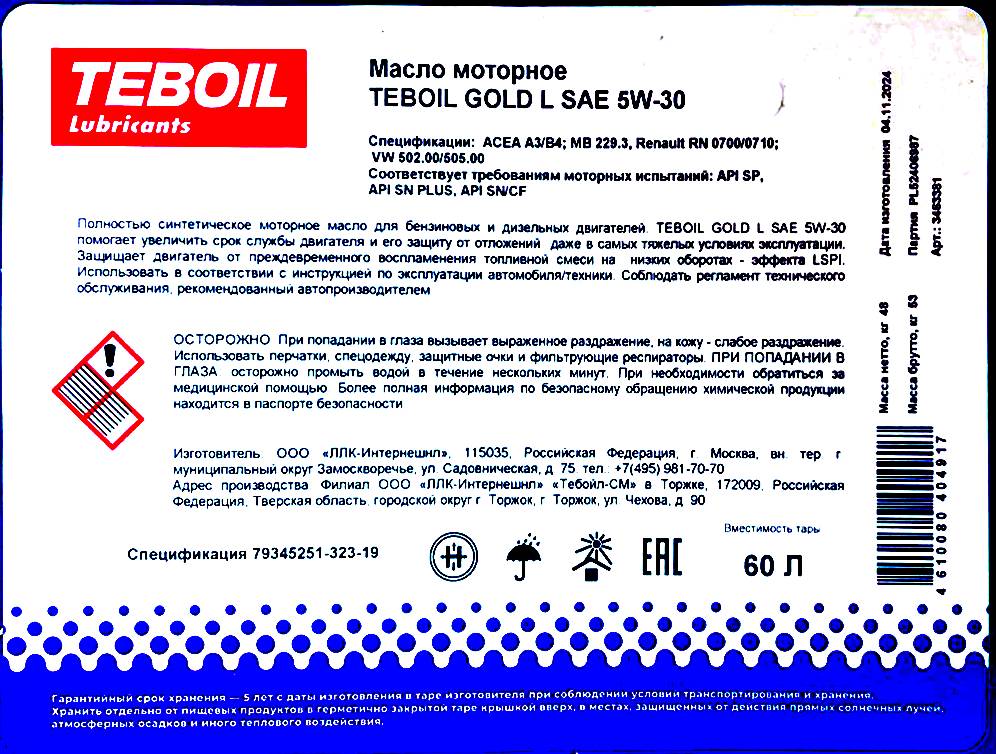 TEBOIL
Lubricants
Масло моторное
TEBOIL GOLD L SAE 5W-30
Спецификации: ACEA A3/B4; MB 229.3, Renault RN 0700/0710;
VW 502.00/505.00
Соответствует требованиям моторных испытаний: API SP,
API SN PLUS, API SN/CF
Полностью синтетическое моторное масло для бензиновых и дизельных двигателей. TEBOIL GOLD L SAE 5W-30
помогает увеличить срок службы двигателя и его защиту от отложений даже в самых тяжелых условиях эксплуатации.
Защищает двигатель от преждевременного воспламенения топливной смеси на низких оборотах - эффекта LSPI.
Использовать в соответствии с инструкцией по эксплуатации автомобиля/техники. Соблюдать регламент технического
обслуживания, рекомендованный автопроизводителем
ОСТОРОЖНО При попадании в глаза вызывает выраженное раздражение, на кожу - слабое раздражение.
Использовать перчатки, спецодежду, защитные очки и фильтрующие респираторы. ПРИ ПОПАДАНИИ В
ГЛАЗА осторожно промыть водой в течение нескольких минут. При необходимости обратиться за
медицинской помощью. Более полная информация по безопасному обращению химической продукции
находится в паспорте безопасности
Изготовитель ООО «ЛЛК-Интернешнл», 115035, Российская Федерация, г. Москва, вн. тер. г.
муниципальный округ Замоскворечье, ул. Садовническая, д. 75. тел.: +7(495) 981-70-70
Адрес производства Филиал ООО «ЛЛК-Интернешнл» «Тебойл-СМ» в Торжке, 172009, Российская
Федерация, Тверская область, городской округ г. Торжок, г. Торжок, ул. Чехова, д. 90
Спецификация 79345251-323-19
EAC
Вместимость тары
60 Л
Дата изготовления 04.11.2024
Партия PL52406987
Арт.: 3453381
Масса нетто, кг 48
Масса брутто, кг 53
4 610080 404917
Гарантийный срок хранения — 5 лет с даты изготовления в таре изготовителя при соблюдении условий транспортирования и хранения.
Хранить отдельно от пищевых продуктов в герметично закрытой таре крышкой вверх, в местах, защищенных от действия прямых солнечных лучей,
атмосферных осадков и иного теплового воздействия.